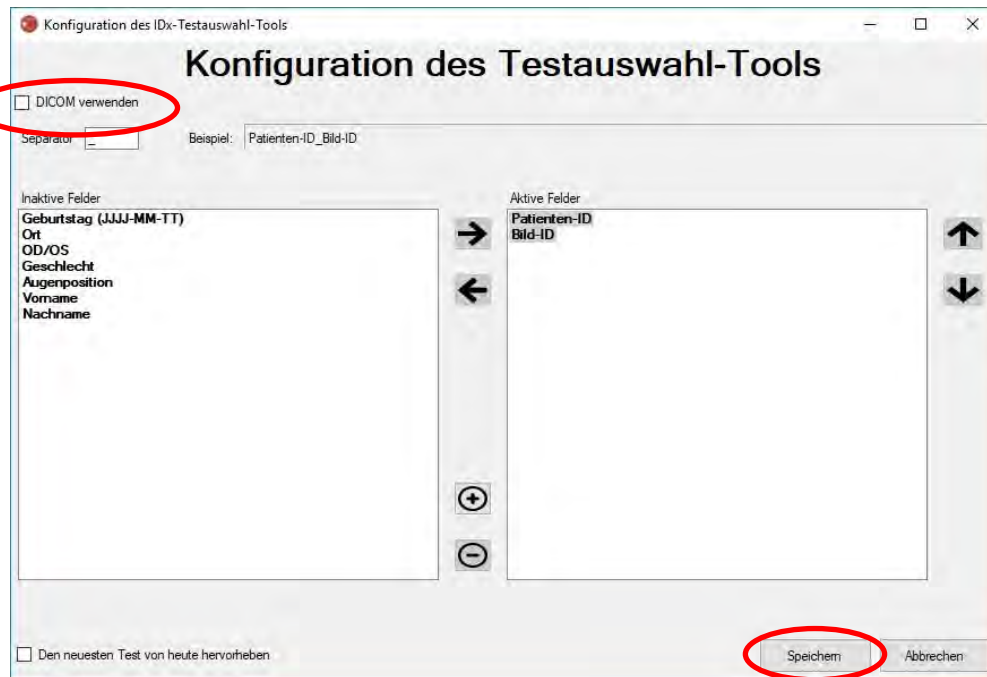 Konfiguration des IDx-Testauswahl-Tools
Konfiguration des Testauswahl-Tools
DICOM verwenden
Separator _ Beispiel: Patienten-ID_Bild-ID
Inaktive Felder Aktive Felder
Geburtstag (JJJJ-MM-TT) Patienten-ID
Ort Bild-ID
OD/OS
Geschlecht
Augenposition
Vorname
Nachname
Den neuesten Test von heute hervorheben Speichern Abbrechen